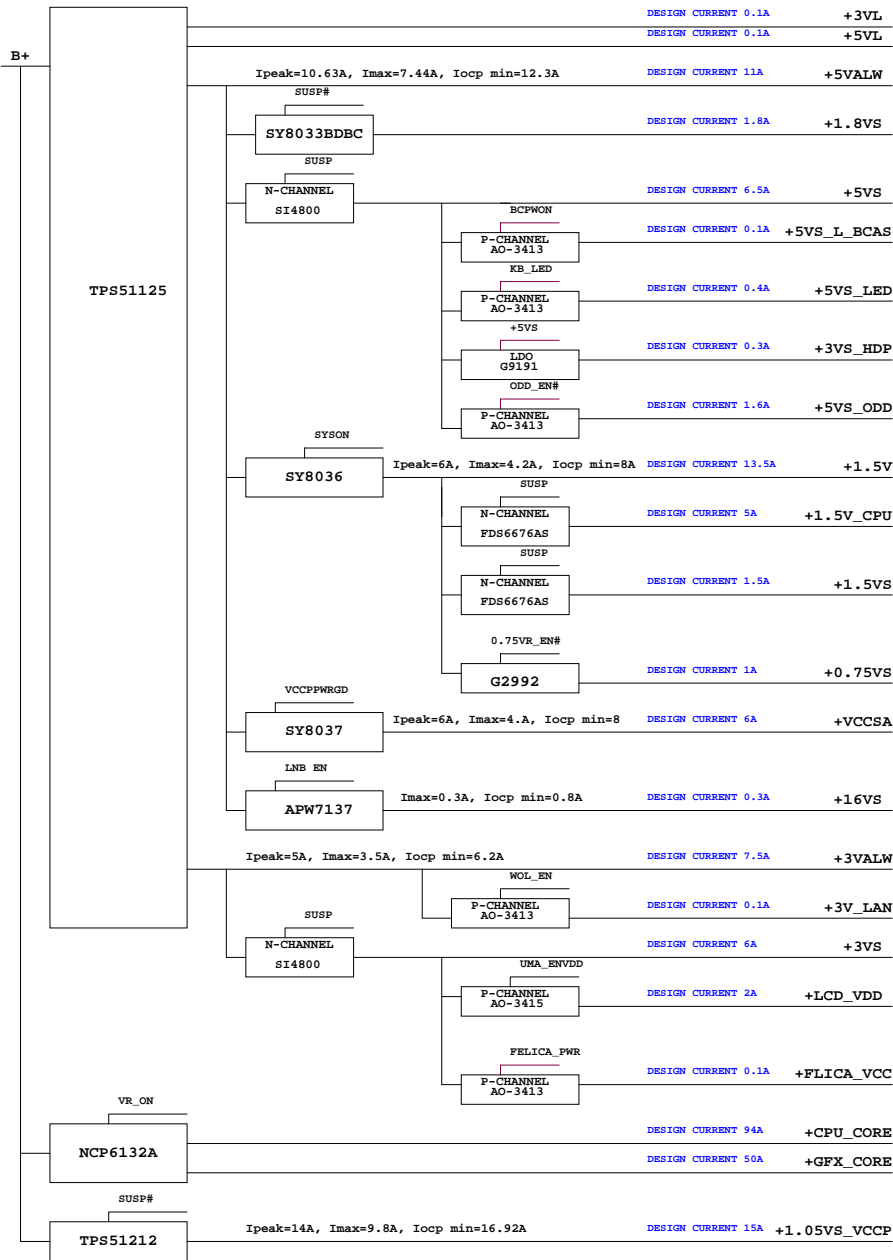 DESIGN CURRENT 0.1A +3VL
DESIGN CURRENT 0.1A +5VL
B+
Ipeak=10.63A, Imax=7.44A, Iocp min=12.3A DESIGN CURRENT 11A +5VALW
SUSP#
SY8033BDBC DESIGN CURRENT 1.8A +1.8VS
SUSP
N-CHANNEL DESIGN CURRENT 6.5A +5VS
SI4800
BCPWON
P-CHANNEL DESIGN CURRENT 0.1A +5VS_L_BCAS
AO-3413
TPS51125
KB_LED
P-CHANNEL DESIGN CURRENT 0.4A +5VS_LED
AO-3413
+5VS
LDO DESIGN CURRENT 0.3A +3VS_HDP
G9191
ODD_EN#
P-CHANNEL DESIGN CURRENT 1.6A +5VS_ODD
AO-3413
SYSON
SY8036 Ipeak=6A, Imax=4.2A, Iocp min=8A DESIGN CURRENT 13.5A +1.5V
SUSP
N-CHANNEL DESIGN CURRENT 5A +1.5V_CPU
FDS6676AS
SUSP
N-CHANNEL DESIGN CURRENT 1.5A +1.5VS
FDS6676AS
0.75VR_EN#
G2992 DESIGN CURRENT 1A +0.75VS
VCCPPWRGD
SY8037 Ipeak=6A, Imax=4.A, Iocp min=8 DESIGN CURRENT 6A +VCCSA
LNB EN
APW7137 Imax=0.3A, Iocp min=0.8A DESIGN CURRENT 0.3A +16VS
Ipeak=5A, Imax=3.5A, Iocp min=6.2A DESIGN CURRENT 7.5A +3VALW
WOL_EN
P-CHANNEL DESIGN CURRENT 0.1A +3V_LAN
AO-3413
SUSP
N-CHANNEL DESIGN CURRENT 6A +3VS
SI4800
UMA_ENVDD
P-CHANNEL DESIGN CURRENT 2A +LCD_VDD
AO-3415
FELICA_PWR
P-CHANNEL DESIGN CURRENT 0.1A +FLICA_VCC
AO-3413
VR_ON
NCP6132A DESIGN CURRENT 94A +CPU_CORE
DESIGN CURRENT 50A +GFX_CORE
SUSP#
TPS51212 Ipeak=14A, Imax=9.8A, Iocp min=16.92A DESIGN CURRENT 15A +1.05VS_VCCP